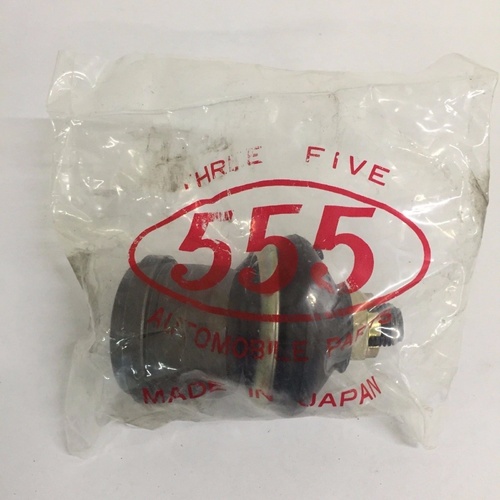 THREE FIVE
555
AUTOMOBILE PARTS
MADE IN JAPAN